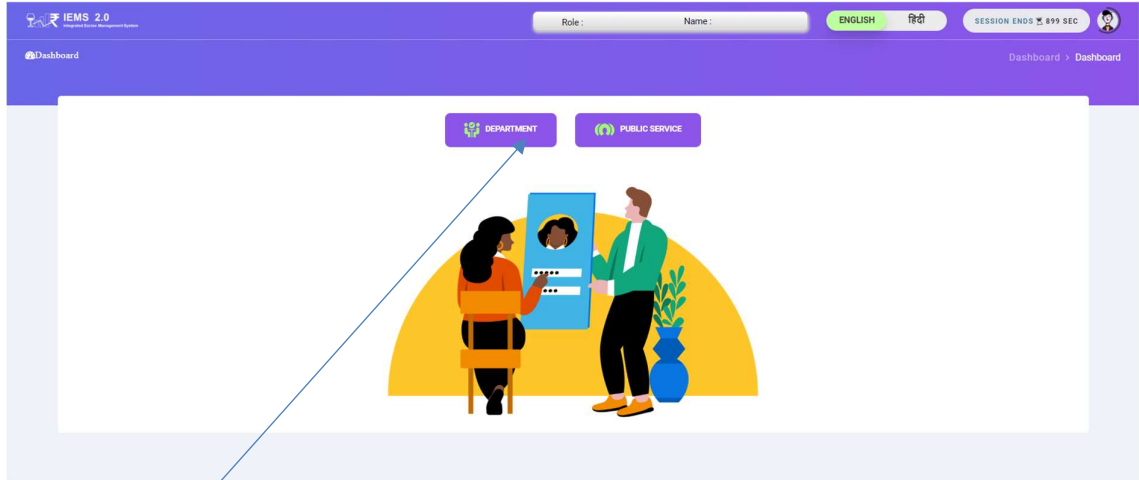 IEMS 2.0
Integrated Excise Management System
Role : Name :
ENGLISH हिंदी
SESSION ENDS 899 SEC
Dashboard
Dashboard > Dashboard
DEPARTMENT
PUBLIC SERVICE